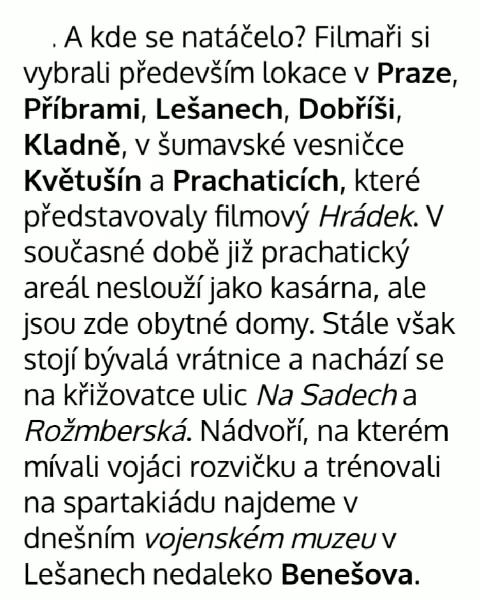 . A kde se natáčelo? Filmaři si
vybrali především lokace v Praze,
Příbrami, Lešanech, Dobříši,
Kladně, v šumavské vesničce
Květušín a Prachaticích, které
představovaly filmový Hrádek. V
současné době již prachatický
areál neslouží jako kasárna, ale
jsou zde obytné domy. Stále však
stojí bývalá vrátnice a nachází se
na křižovatce ulic Na Sadech a
Rožmberská. Nádvoří, na kterém
mívali vojáci rozvičku a trénovali
na spartakiádu najdeme v
dnešním vojenském muzeu v
Lešanech nedaleko Benešova.